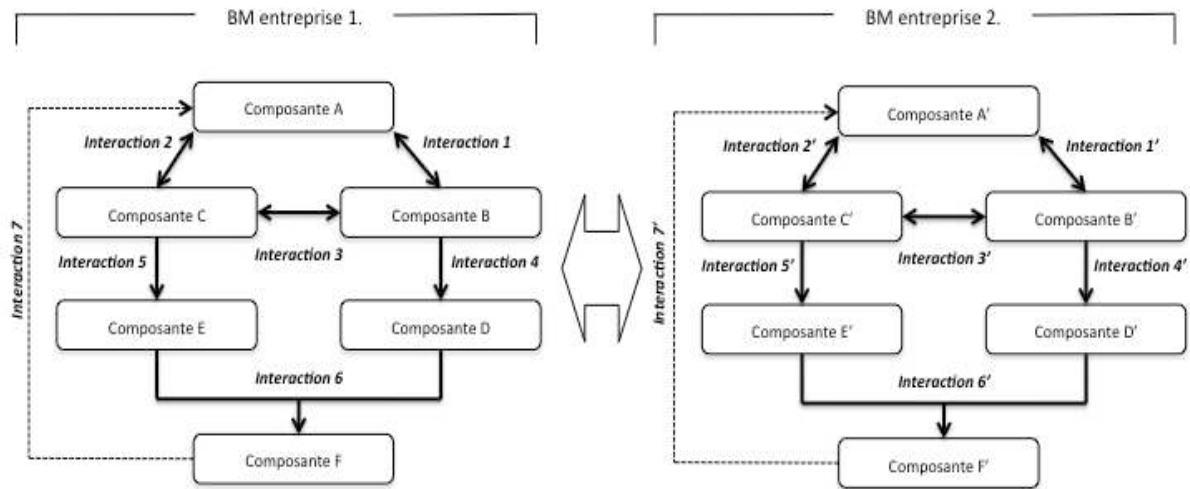 BM entreprise 1.
Composante A
Interaction 2
Interaction 1
Composante C
Composante B
Interaction 3
Interaction 5
Interaction 4
Interaction 7
Composante E
Composante D
Interaction 6
Composante F
BM entreprise 2.
Composante A'
Interaction 2'
Interaction 1'
Composante C'
Composante B'
Interaction 3'
Interaction 5'
Interaction 4'
Interaction 7'
Composante E'
Composante D'
Interaction 6'
Composante F'